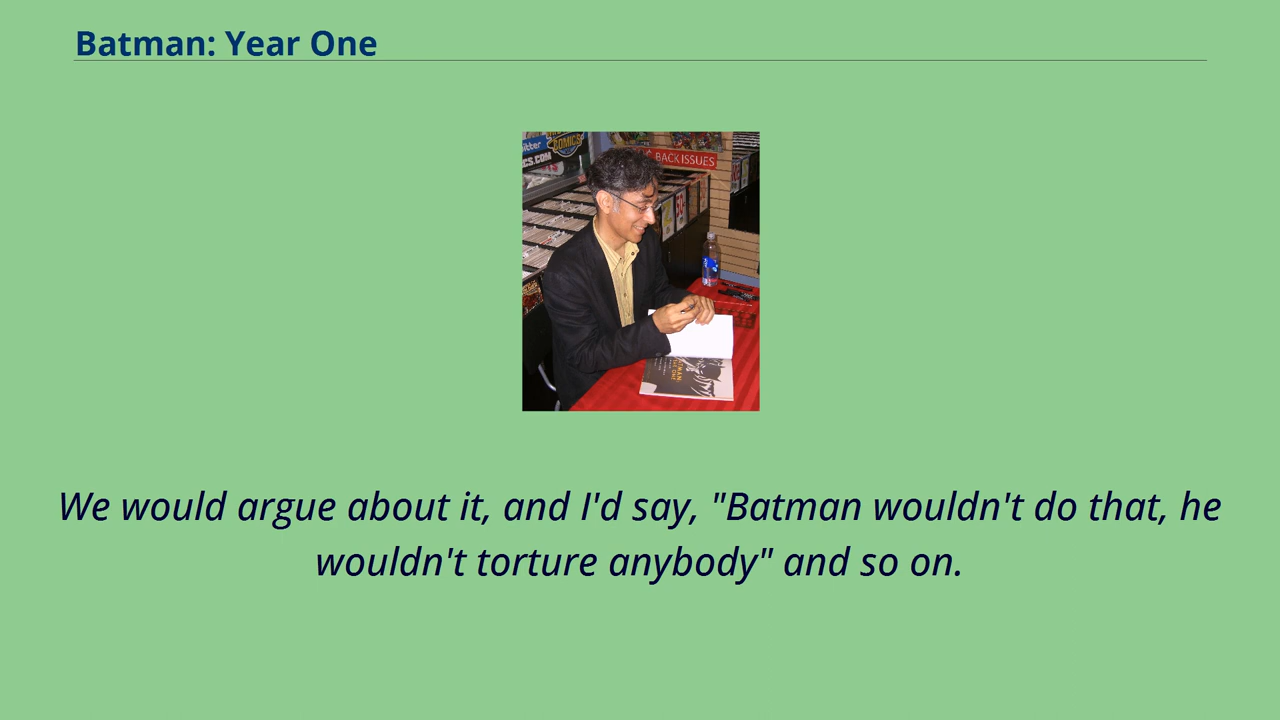 Batman: Year One
COMICS
BACK ISSUES
We would argue about it, and I'd say, "Batman wouldn't do that, he
wouldn't torture anybody" and so on.